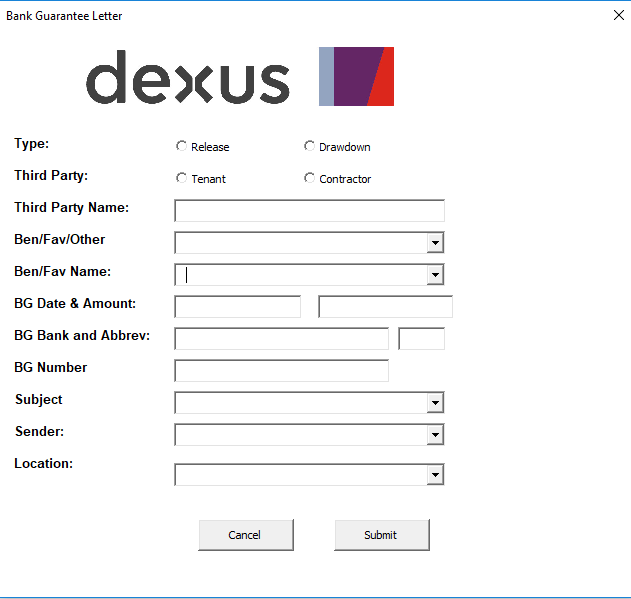 Bank Guarantee Letter
dexus
Type: Release Drawdown
Third Party: Tenant Contractor
Third Party Name:
Ben/Fav/Other
Ben/Fav Name:
BG Date & Amount:
BG Bank and Abbrev:
BG Number
Subject
Sender:
Location:
Cancel Submit